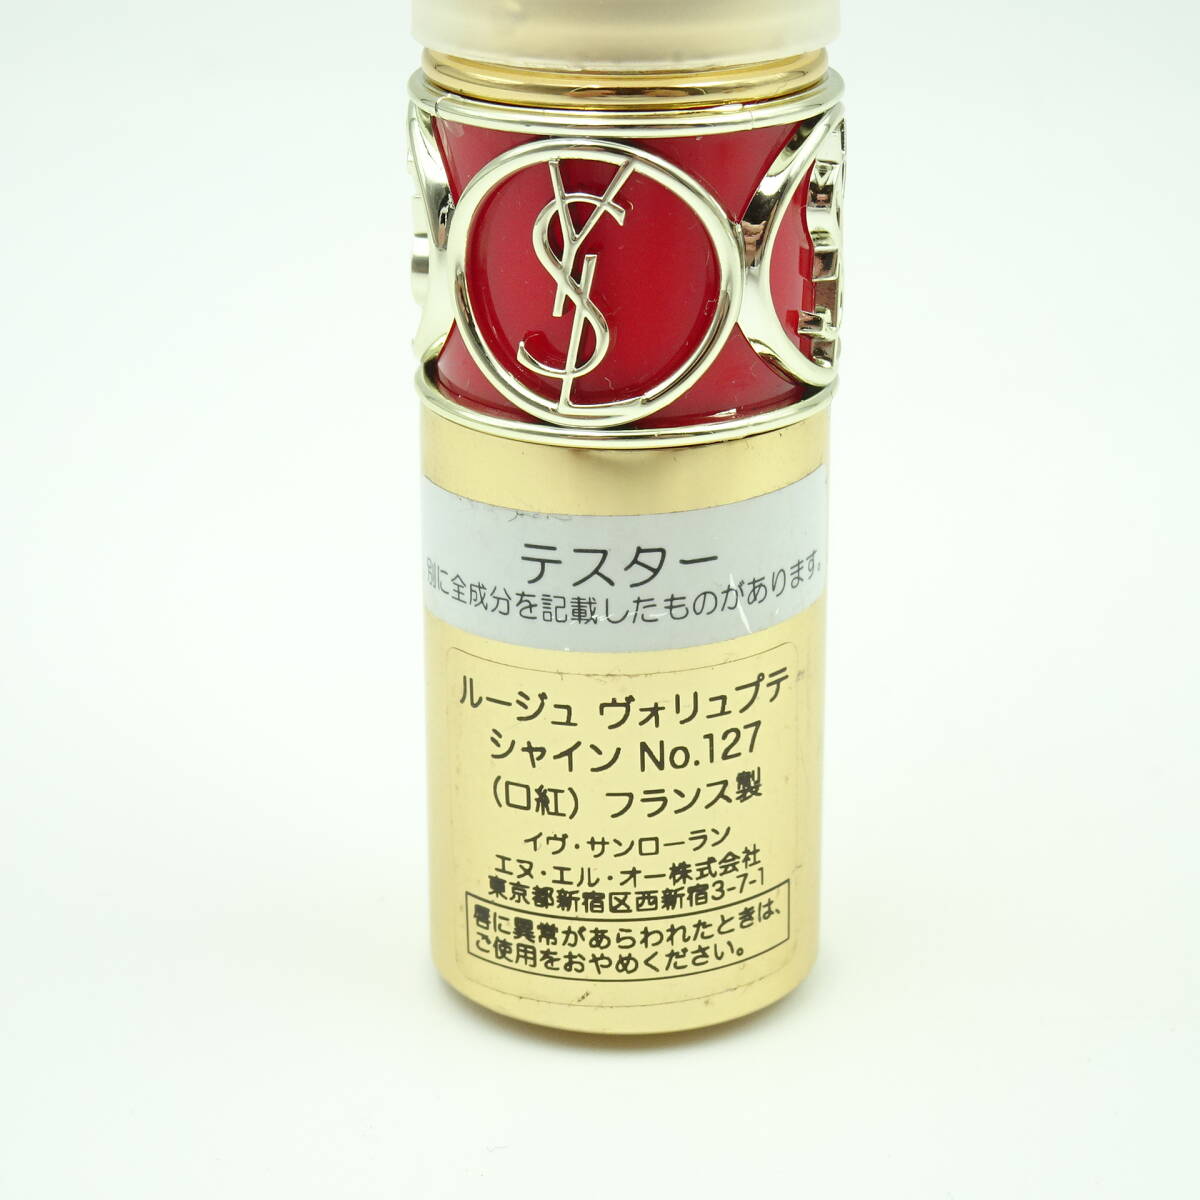 YSL
テスター
別に全成分を記載したものがあります。
ルージュ ヴォリュプテ
シャイン No.127
（口紅）フランス製
イヴ・サンローラン
エヌ・エル・オー株式会社
東京都新宿区西新宿3-7-1
唇に異常があらわれたときは、
ご使用をおやめください。